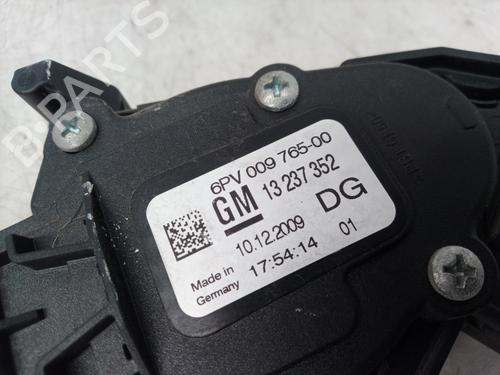 6PV 009 765-00
GM 13 237 352
DG
10.12.2009
01
Made in
Germany
17:54:14
B-PARTS